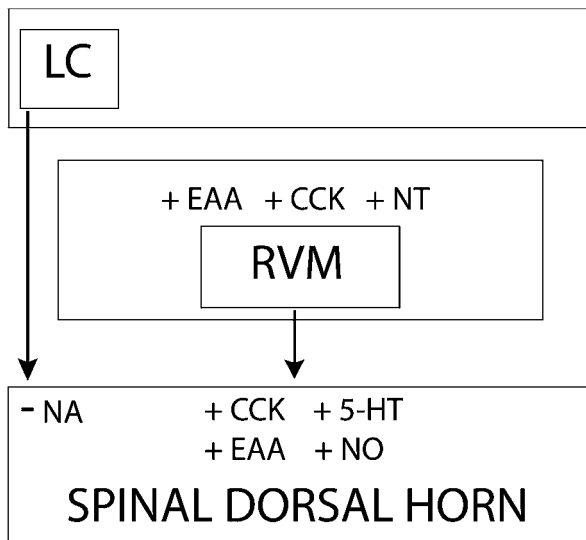 LC
+ EAA + CCK + NT
RVM
- NA + CCK + 5-HT
+ EAA + NO
SPINAL DORSAL HORN